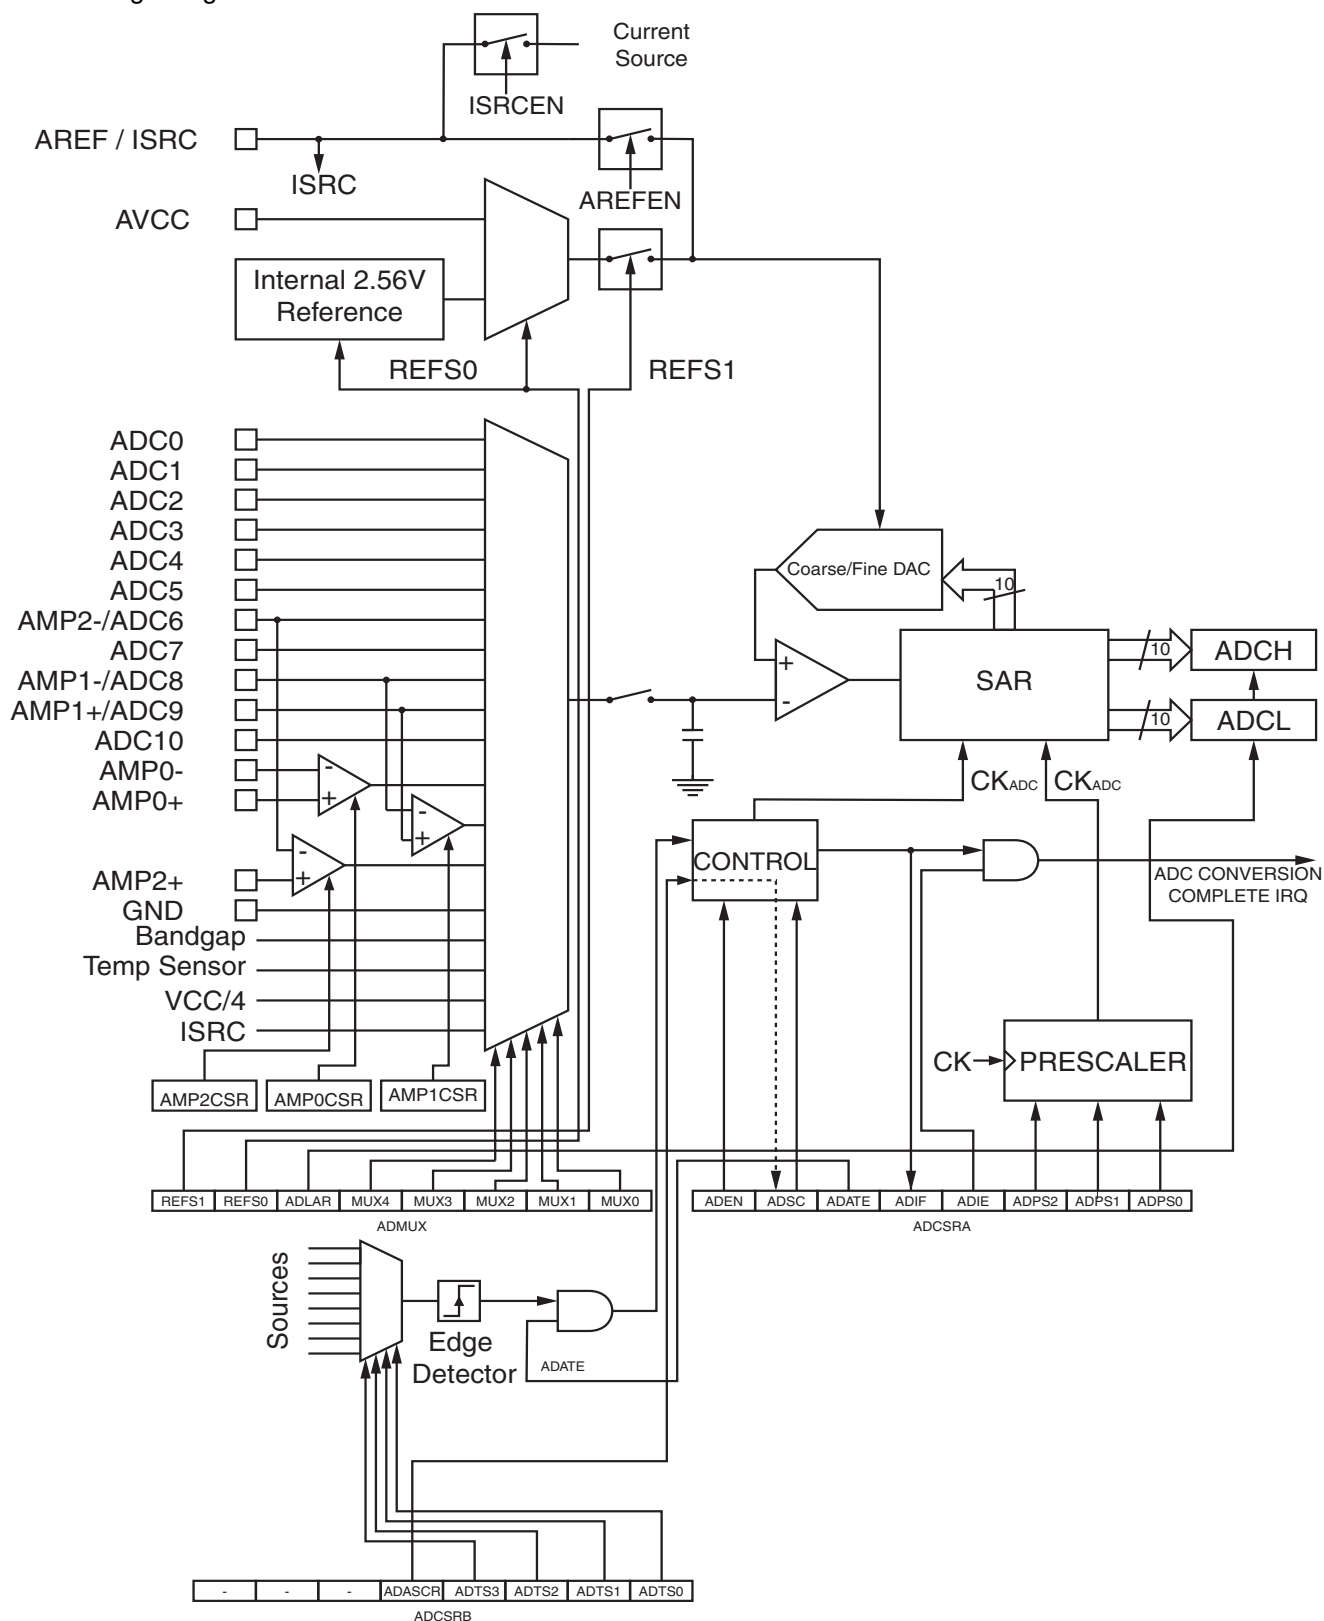 Current
Source
ISRCEN
AREF / ISRC
ISRC
AREFEN
AVCC
Internal 2.56V
Reference
REFS0
REFS1
ADC0
ADC1
ADC2
ADC3
ADC4
ADC5
AMP2-/ADC6
ADC7
AMP1-/ADC8
AMP1+/ADC9
ADC10
AMP0-
AMP0+
AMP2+
GND
Bandgap
Temp Sensor
VCC/4
ISRC
-
+
-
+
-
+
Coarse/Fine DAC
10
+
-
SAR
10
ADCH
10
ADCL
CKADC
CKADC
CONTROL
ADC CONVERSION
COMPLETE IRQ
CK
PRESCALER
AMP2CSR
AMP0CSR
AMP1CSR
REFS1 REFS0 ADLAR MUX4 MUX3 MUX2 MUX1 MUX0
ADMUX
ADEN ADSC ADATE ADIF ADIE ADPS2 ADPS1 ADPS0
ADCSRA
Sources
Edge
Detector
ADATE
- - - ADASCR ADTS3 ADTS2 ADTS1 ADTS0
ADCSRB